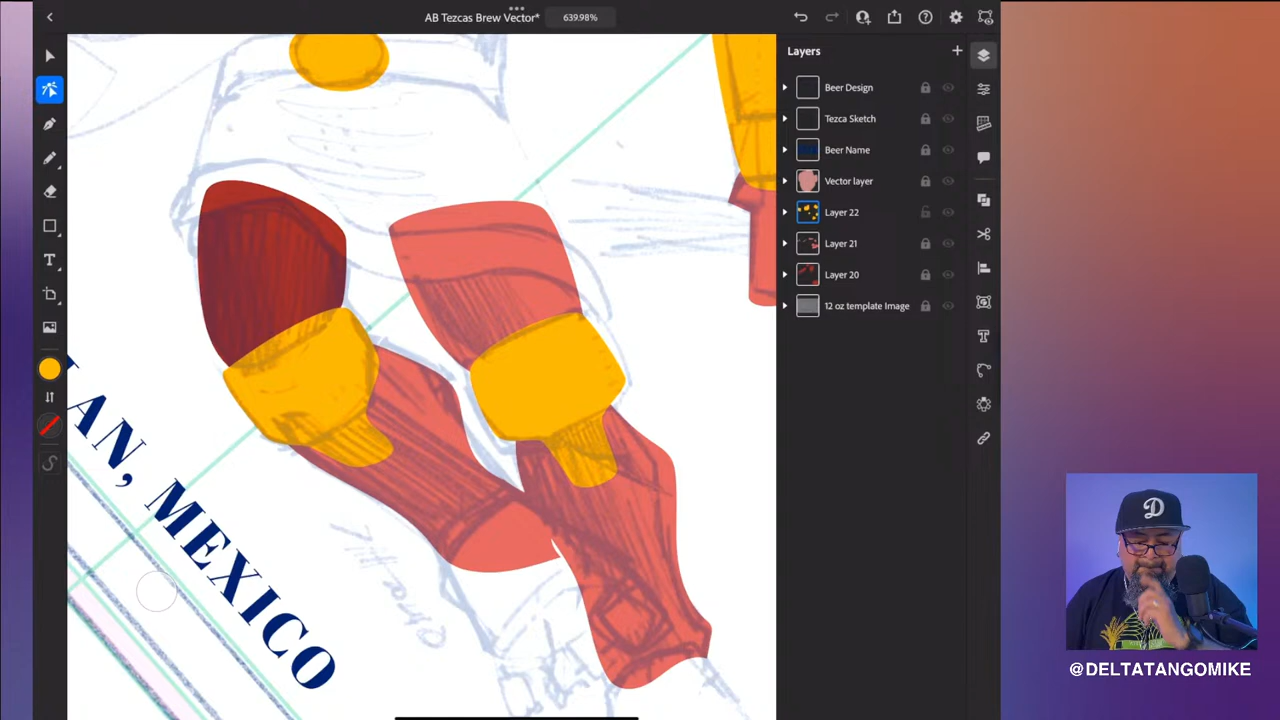 AB Tezcas Brew Vector*
639.98%
Layers
Beer Design
Tezca Sketch
Beer Name
Vector layer
Layer 22
Layer 21
Layer 20
12 oz template Image
AN, MEXICO
D
@DELTATANGOMIKE